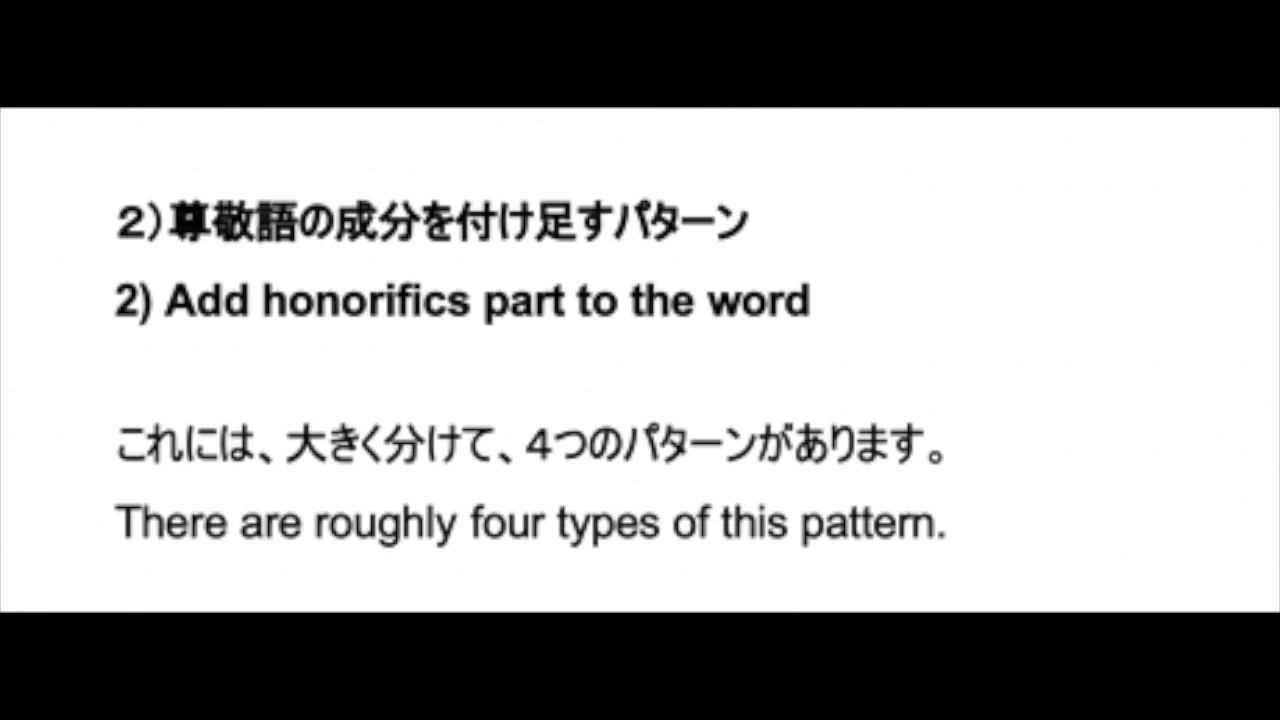 ２）尊敬語の成分を付け足すパターン
2) Add honorifics part to the word
これには、大きく分けて、４つのパターンがあります。
There are roughly four types of this pattern.